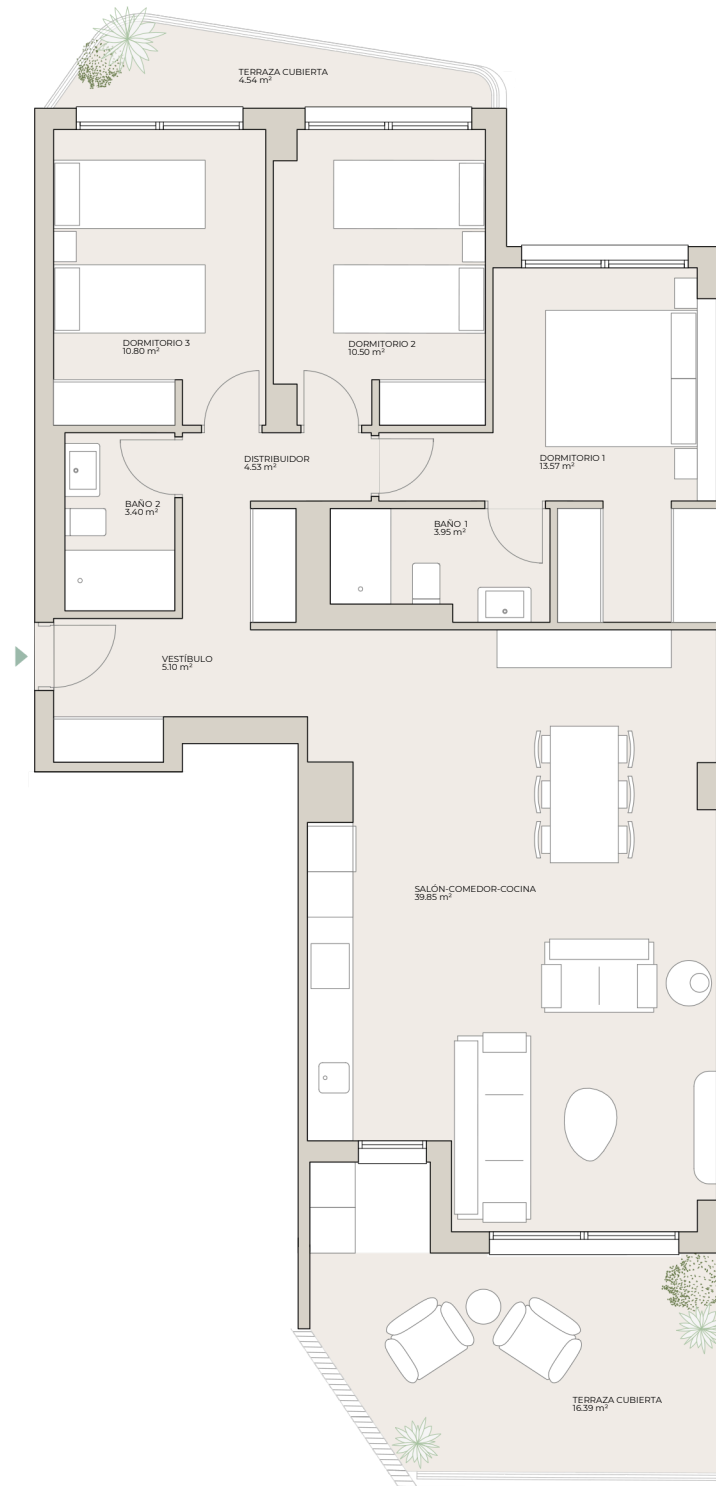 TERRAZA CUBIERTA
4.54 m²
DORMITORIO 3
10.80 m²
DORMITORIO 2
10.50 m²
DISTRIBUIDOR
4.53 m²
DORMITORIO 1
13.57 m²
BAÑO 2
3.40 m²
BAÑO 1
3.95 m²
VESTÍBULO
5.10 m²
SALÓN-COMEDOR-COCINA
39.85 m²
TERRAZA CUBIERTA
16.39 m²